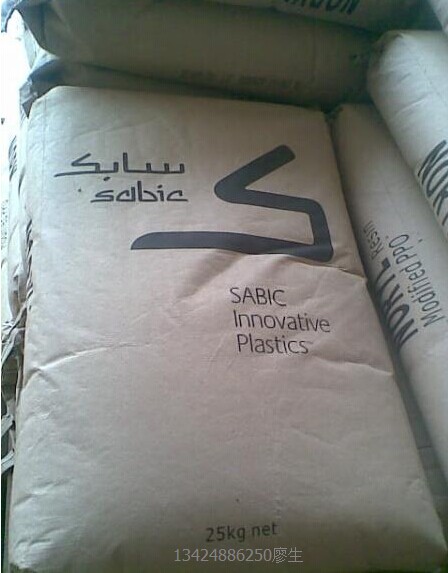 سابك
sabic
SABIC
Innovative
Plastics
25kg net
13424886250廖生
Resin
Modified PPO